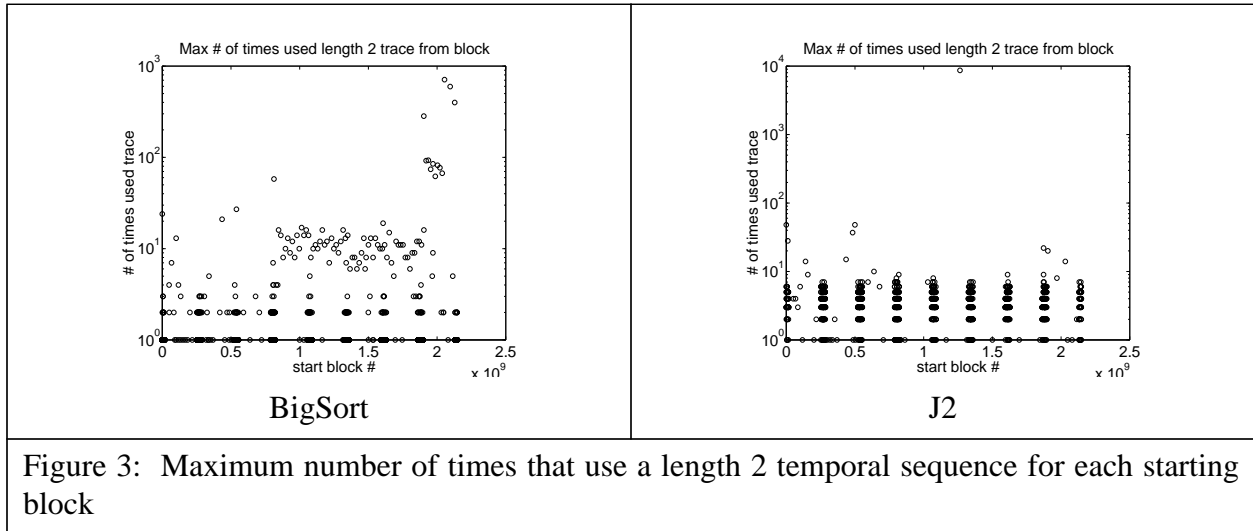 Max # of times used length 2 trace from block
10^3
10^2
10^1
10^0
# of times used trace
0 0.5 1 1.5 2 2.5
start block #
x 10^9
BigSort
Max # of times used length 2 trace from block
10^4
10^3
10^2
10^1
10^0
# of times used trace
0 0.5 1 1.5 2 2.5
start block #
x 10^9
J2
Figure 3: Maximum number of times that use a length 2 temporal sequence for each starting
block